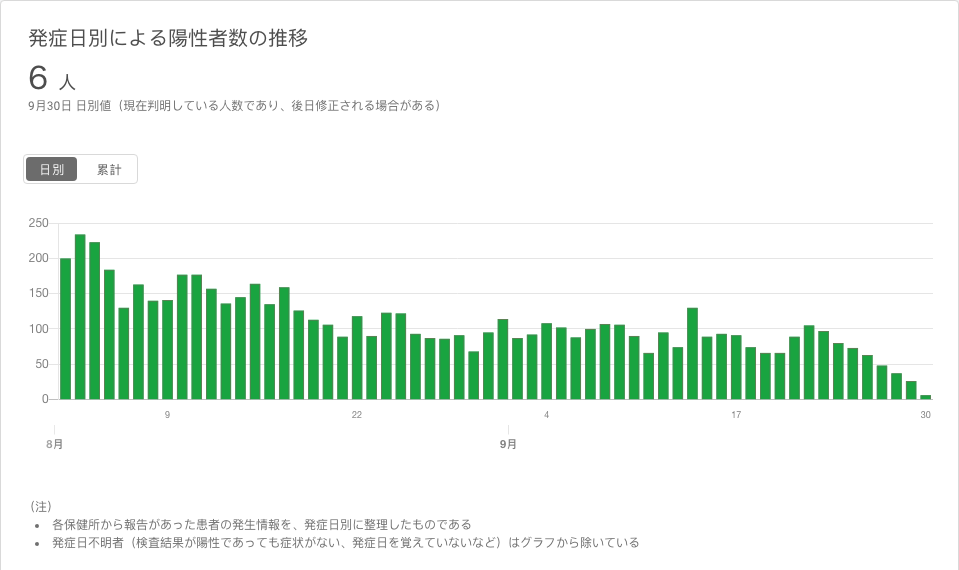 発症日別による陽性者数の推移
6 人
9月30日 日別値（現在判明している人数であり、後日修正される場合がある）
日別 累計
250
200
150
100
50
0
9 22 4 17 30
8月 9月
（注）
• 各保健所から報告があった患者の発生情報を、発症日別に整理したものである
• 発症日不明者（検査結果が陽性であっても症状がない、発症日を覚えていないなど）はグラフから除いている